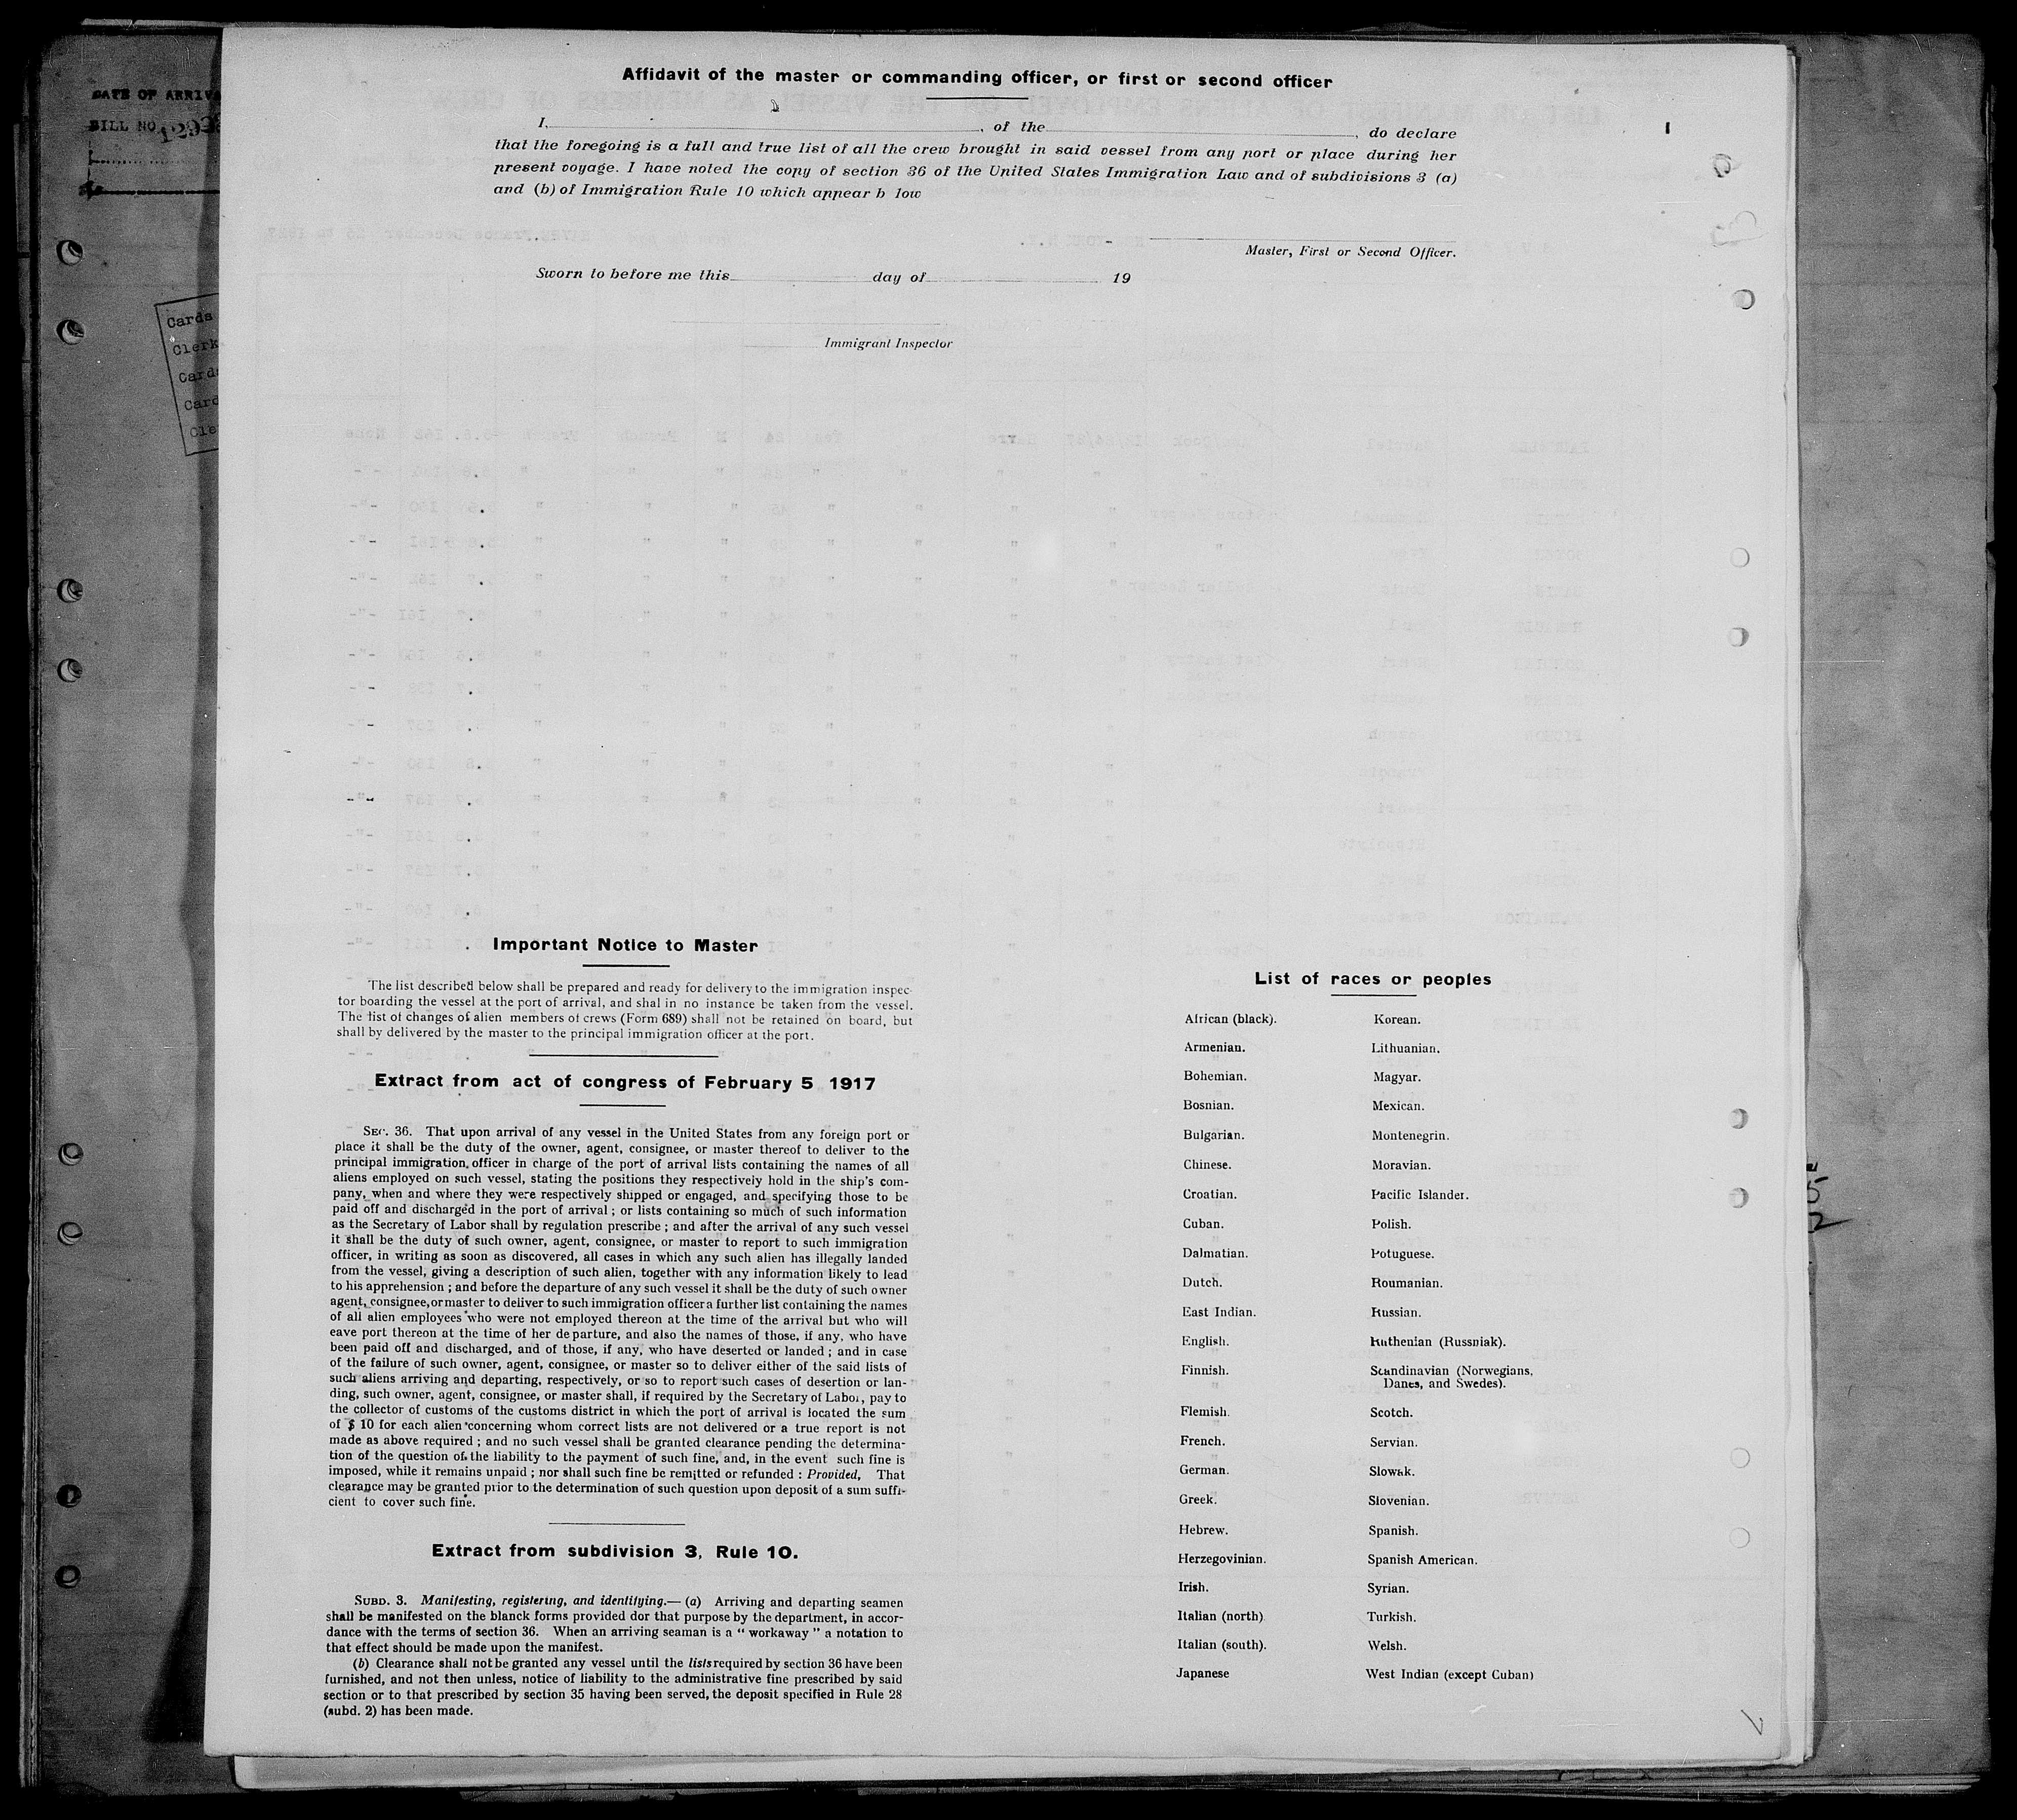 DATE OF ARRIVA
BILL NO.
Cards
Clerk
Cards
Card
Cle
Affidavit of the master or commanding officer, or first or second officer
I, , of the , do declare
that the foregoing is a full and true list of all the crew brought in said vessel from any port or place during her
present voyage. I have noted the copy of section 36 of the United States Immigration Law and of subdivisions 3 (a)
and (b) of Immigration Rule 10 which appear b low
Master, First or Second Officer.
Sworn to before me this day of 19
Immigrant Inspector
Important Notice to Master
The list described below shall be prepared and ready for delivery to the immigration inspec-
tor boarding the vessel at the port of arrival, and shal in no instance be taken from the vessel.
The list of changes of alien members of crews (Form 689) shall not be retained on board, but
shall by delivered by the master to the principal immigration officer at the port.
Extract from act of congress of February 5 1917
SEC. 36. That upon arrival of any vessel in the United States from any foreign port or
place it shall be the duty of the owner, agent, consignee, or master thereof to deliver to the
principal immigration officer in charge of the port of arrival lists containing the names of all
aliens employed on such vessel, stating the positions they respectively hold in the ship's com-
pany, when and where they were respectively shipped or engaged, and specifying those to be
paid off and discharged in the port of arrival ; or lists containing so much of such information
as the Secretary of Labor shall by regulation prescribe ; and after the arrival of any such vessel
it shall be the duty of such owner, agent, consignee, or master to report to such immigration
officer, in writing as soon as discovered, all cases in which any such alien has illegally landed
from the vessel, giving a description of such alien, together with any information likely to lead
to his apprehension ; and before the departure of any such vessel it shall be the duty of such owner
agent, consignee, or master to deliver to such immigration officer a further list containing the names
of all alien employees who were not employed thereon at the time of the arrival but who will
eave port thereon at the time of her departure, and also the names of those, if any, who have
been paid off and discharged, and of those, if any, who have deserted or landed ; and in case
of the failure of such owner, agent, consignee, or master so to deliver either of the said lists of
such aliens arriving and departing, respectively, or so to report such cases of desertion or lan-
ding, such owner, agent, consignee, or master shall, if required by the Secretary of Labor, pay to
the collector of customs of the customs district in which the port of arrival is located the sum
of $ 10 for each alien concerning whom correct lists are not delivered or a true report is not
made as above required ; and no such vessel shall be granted clearance pending the determina-
tion of the question of the liability to the payment of such fine, and, in the event such fine is
imposed, while it remains unpaid ; nor shall such fine be remitted or refunded : Provided, That
clearance may be granted prior to the determination of such question upon deposit of a sum suffi-
cient to cover such fine.
Extract from subdivision 3, Rule 10.
SUBD. 3. Manifesting, registering, and identifying.— (a) Arriving and departing seamen
shall be manifested on the blanck forms provided dor that purpose by the department, in accor-
dance with the terms of section 36. When an arriving seaman is a “ workaway ” a notation to
that effect should be made upon the manifest.
(b) Clearance shall not be granted any vessel until the lists required by section 36 have been
furnished, and not then unless, notice of liability to the administrative fine prescribed by said
section or to that prescribed by section 35 having been served, the deposit specified in Rule 28
(subd. 2) has been made.
List of races or peoples
African (black).
Armenian.
Bohemian.
Bosnian.
Bulgarian.
Chinese.
Croatian.
Cuban.
Dalmatian.
Dutch.
East Indian.
English.
Finnish.
Flemish.
French.
German.
Greek.
Hebrew.
Herzegovinian.
Irish.
Italian (north)
Italian (south).
Japanese
Korean.
Lithuanian.
Magyar.
Mexican.
Montenegrin.
Moravian.
Pacific Islander.
Polish.
Potuguese.
Roumanian.
Russian.
Ruthenian (Russniak).
Scandinavian (Norwegians,
Danes, and Swedes).
Scotch.
Servian.
Slowak.
Slovenian.
Spanish.
Spanish American.
Syrian.
Turkish.
Welsh.
West Indian (except Cuban)